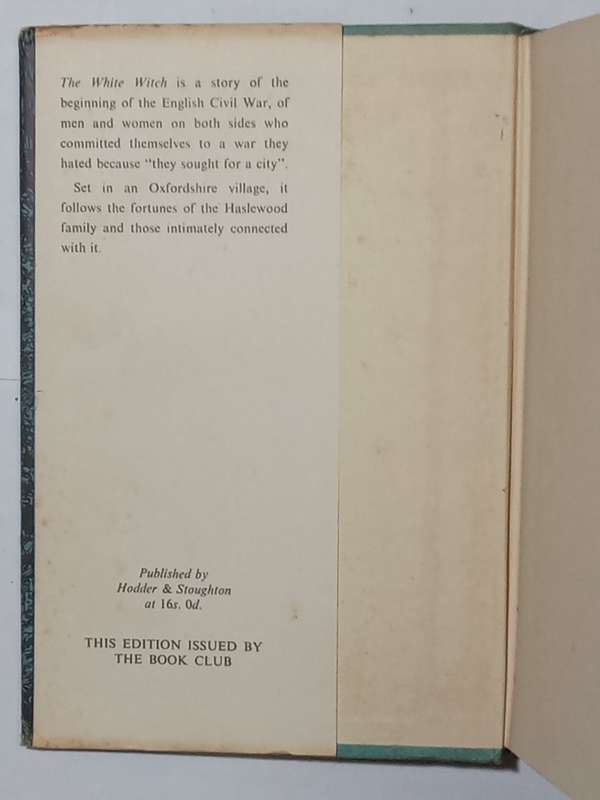 The White Witch is a story of the
beginning of the English Civil War, of
men and women on both sides who
committed themselves to a war they
hated because “they sought for a city”.
Set in an Oxfordshire village, it
follows the fortunes of the Haslewood
family and those intimately connected
with it.
Published by
Hodder & Stoughton
at 16s. 0d.
THIS EDITION ISSUED BY
THE BOOK CLUB